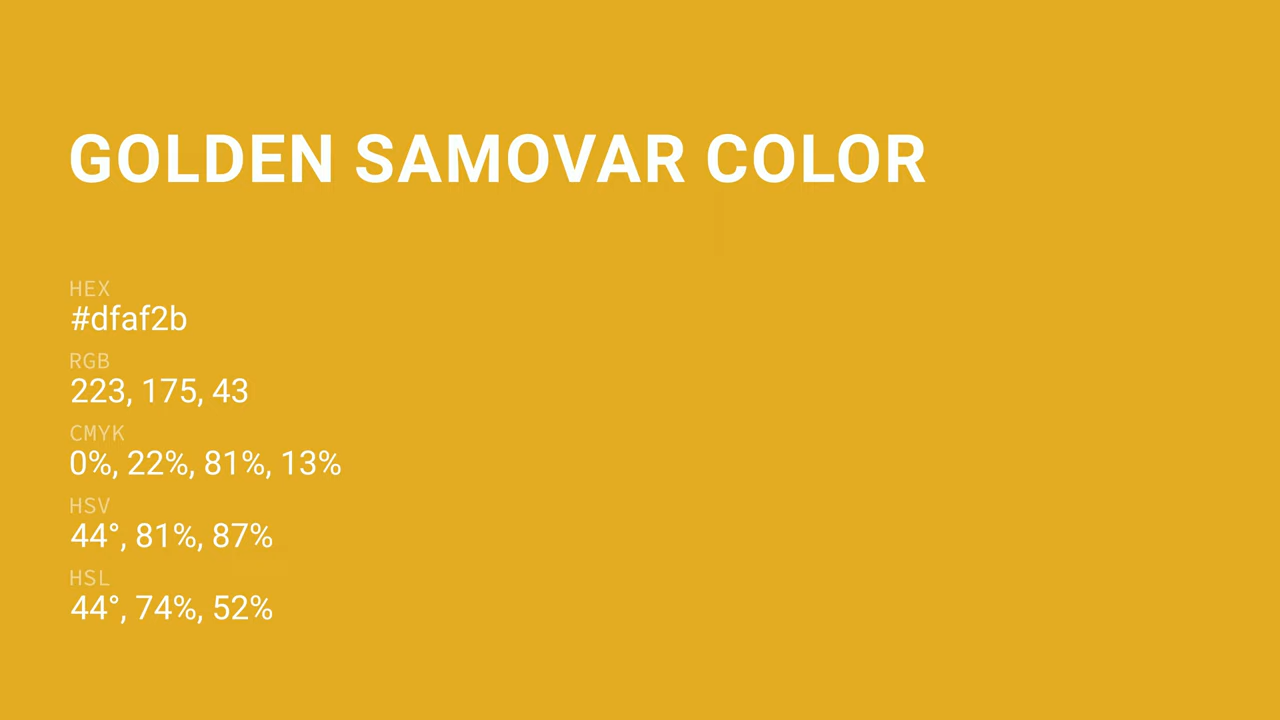 GOLDEN SAMOVAR COLOR
HEX
#dfaf2b
RGB
223, 175, 43
CMYK
0%, 22%, 81%, 13%
HSV
44°, 81%, 87%
HSL
44°, 74%, 52%